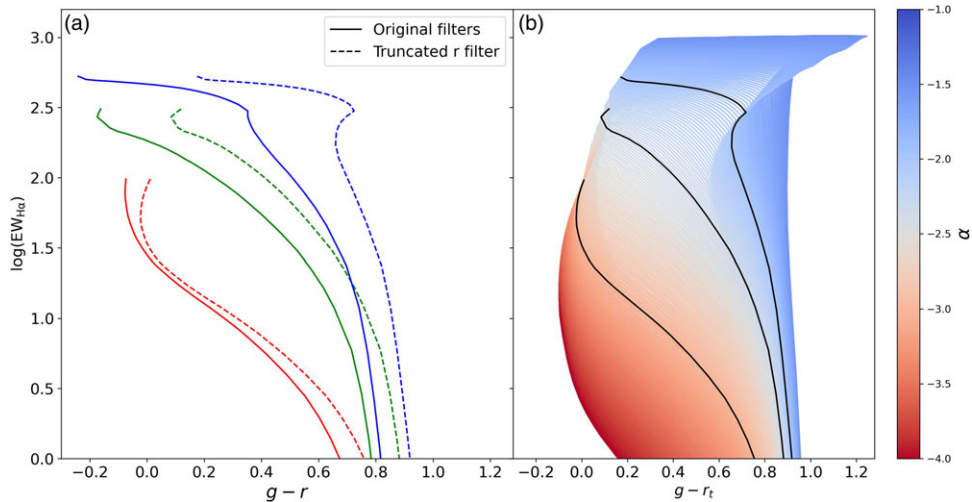 (a)
Original filters
Truncated r filter
log(EW_Hα)
3.0
2.5
2.0
1.5
1.0
0.5
0.0
−0.2 0.0 0.2 0.4 0.6 0.8 1.0 1.2
g − r
(b)
−0.2 0.0 0.2 0.4 0.6 0.8 1.0 1.2
g − r_t
−1.0
−1.5
−2.0
−2.5
−3.0
−3.5
−4.0
α